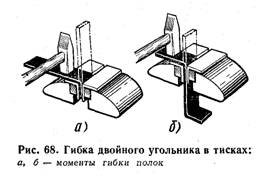 а) б)
Рис. 68. Гибка двойного угольника в тисках:
а, б — моменты гибки полок